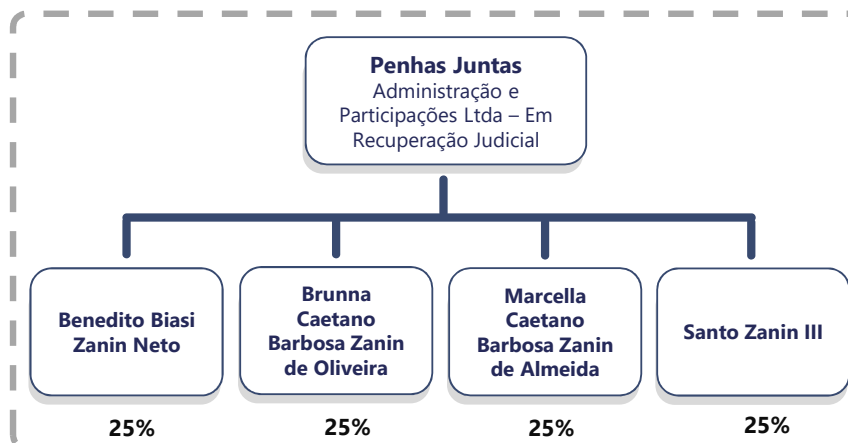 Penhas Juntas
Administração e
Participações Ltda – Em
Recuperação Judicial
Benedito Biasi
Zanin Neto
Brunna
Caetano
Barbosa Zanin
de Oliveira
Marcella
Caetano
Barbosa Zanin
de Almeida
Santo Zanin III
25%
25%
25%
25%